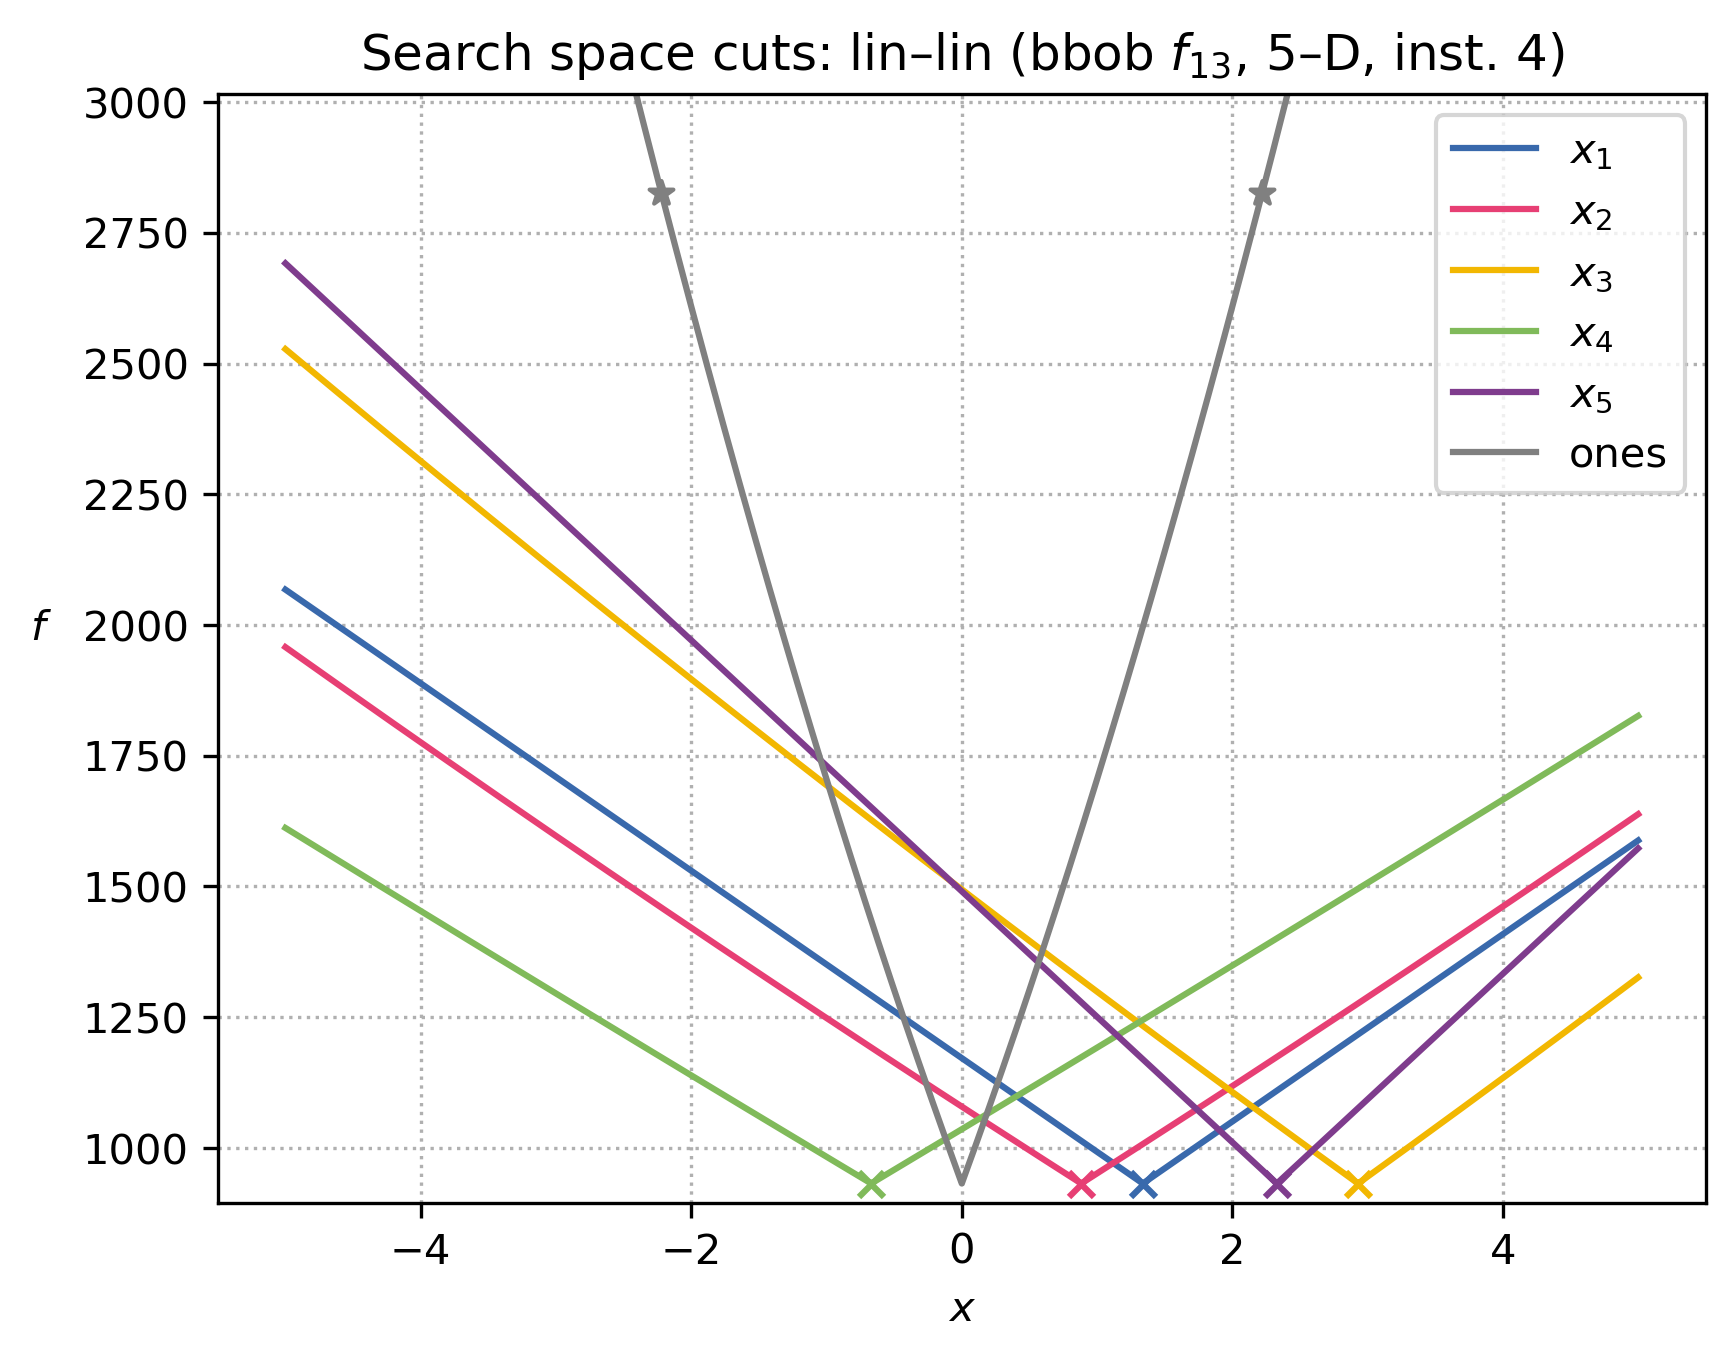 Search space cuts: lin–lin (bbob f₁₃, 5–D, inst. 4)
3000
2750
2500
2250
2000
1750
1500
1250
1000
f
−4 −2 0 2 4
x
x₁
x₂
x₃
x₄
x₅
ones